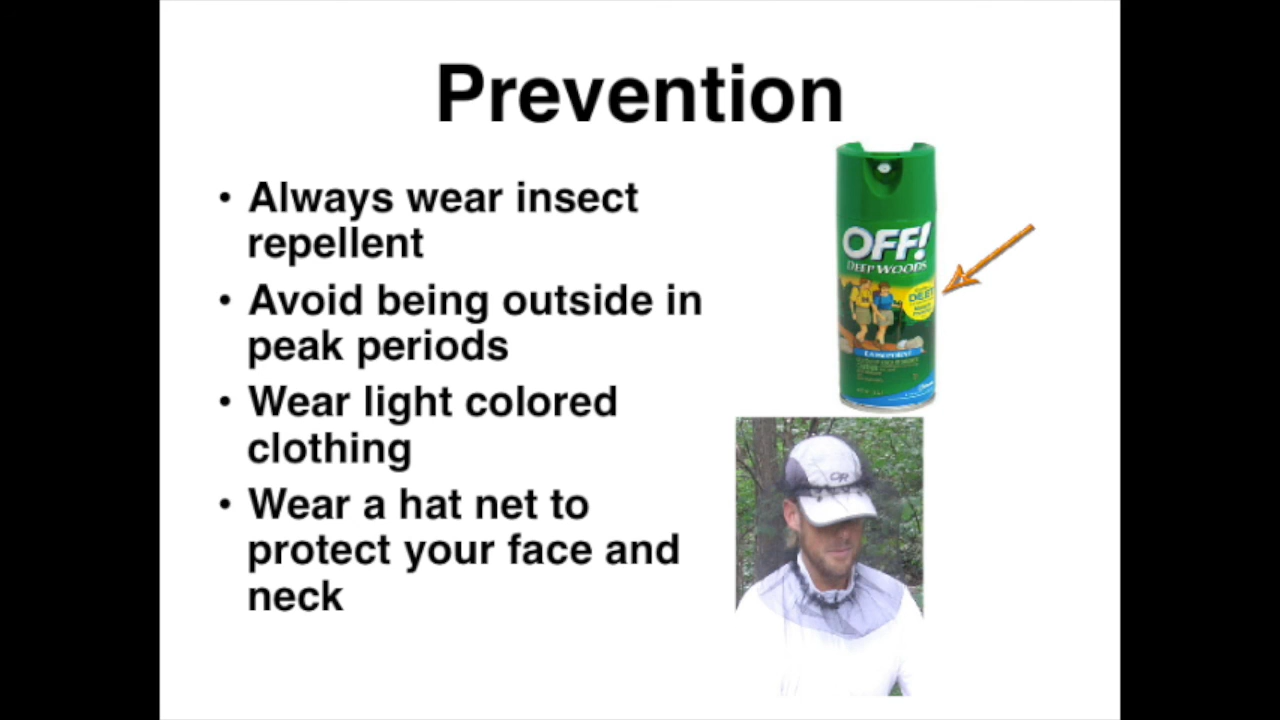 Prevention
• Always wear insect
repellent
• Avoid being outside in
peak periods
• Wear light colored
clothing
• Wear a hat net to
protect your face and
neck
OFF!
DEEP WOODS
DEET
OR